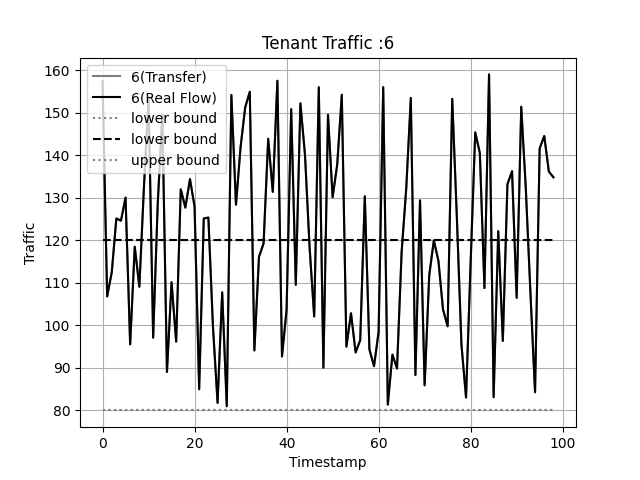 Tenant Traffic :6
160
150
140
130
120
110
100
90
80
Traffic
6(Transfer)
6(Real Flow)
lower bound
lower bound
upper bound
0
20
40
60
80
100
Timestamp